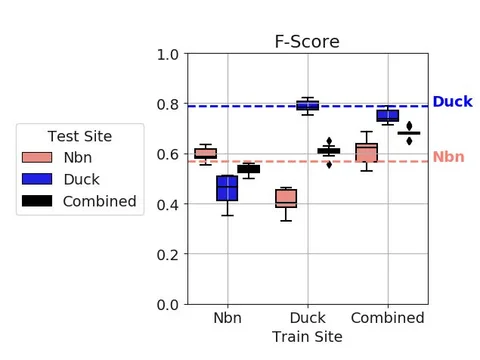 F-Score
1.0
0.8
0.6
0.4
0.2
0.0
Duck
Nbn
Test Site
Nbn
Duck
Combined
Nbn Duck Combined
Train Site